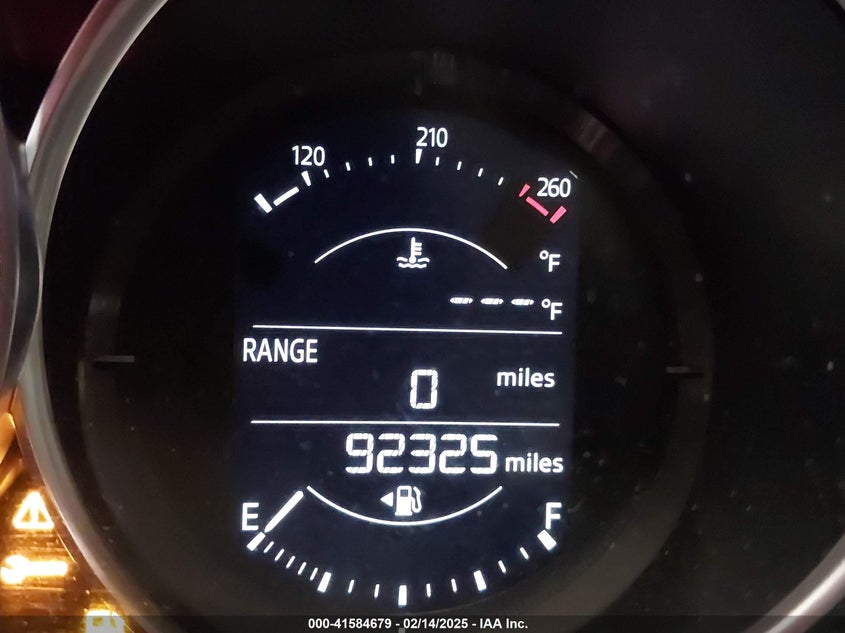 120 210 260
°F
--- °F
RANGE
0 miles
92325 miles
E F
000-41584679 - 02/14/2025 - IAA Inc.